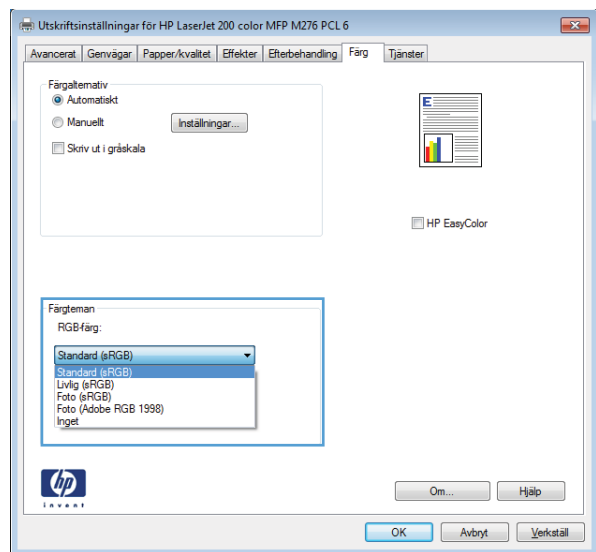 Utskriftsinställningar för HP LaserJet 200 color MFP M276 PCL 6
Avancerat Genvägar Papper/kvalitet Effekter Efterbehandling Färg Tjänster
Färgalternativ
Automatiskt
Manuellt Inställningar...
Skriv ut i gråskala
E
HP EasyColor
Färgteman
RGB-färg:
Standard (sRGB)
Standard (sRGB)
Livlig (sRGB)
Foto (sRGB)
Foto (Adobe RGB 1998)
Inget
hp
invent
Om... Hjälp
OK Avbryt Verkställ